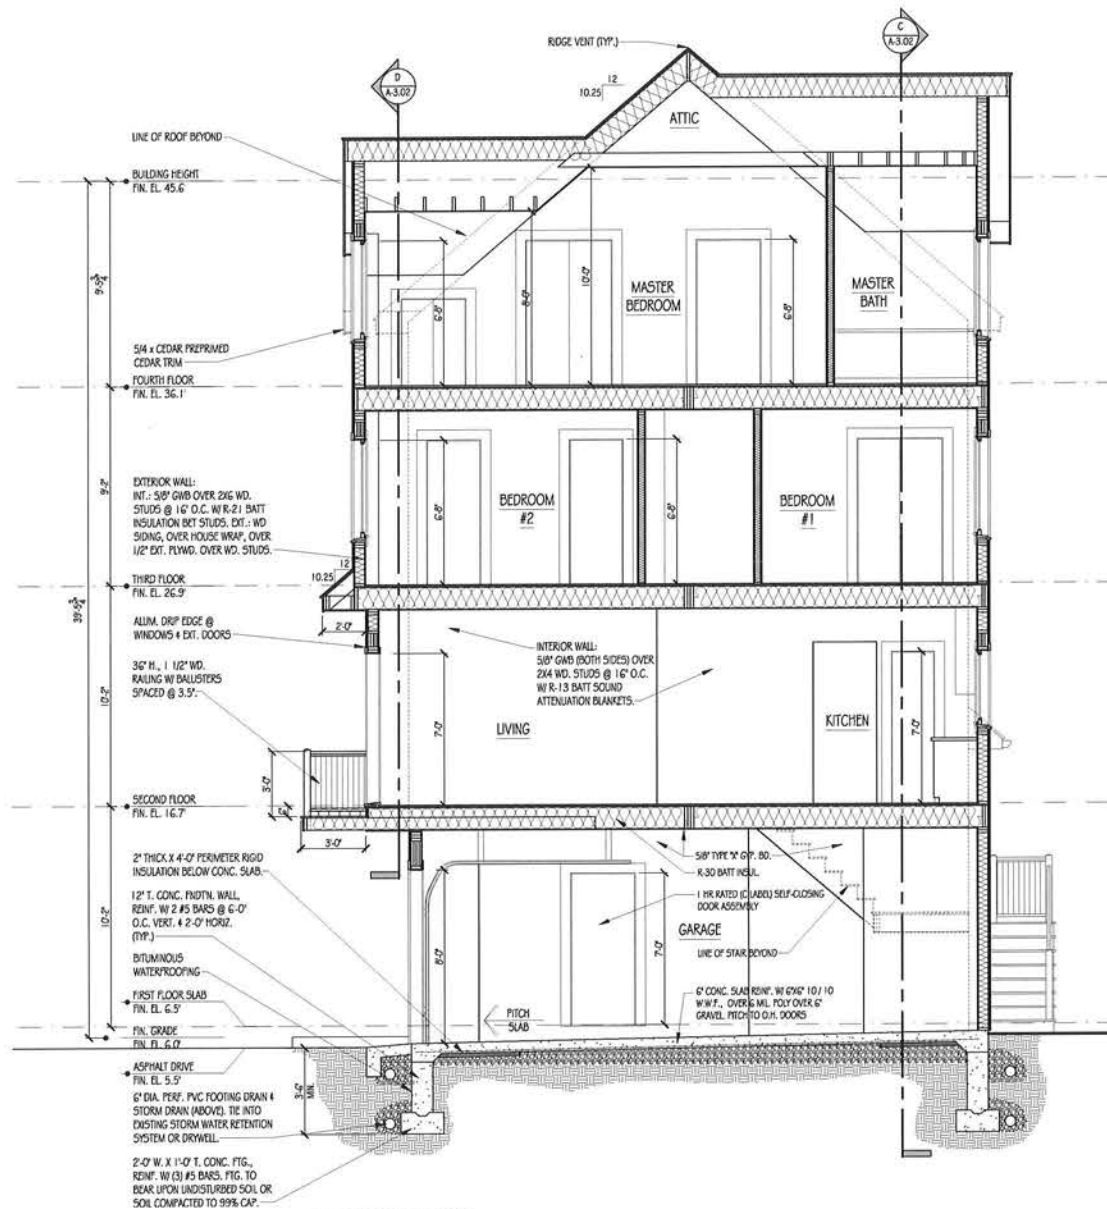 C
A-3.02
RIDGE VENT (TYP.)
D
A-3.02
12
10.25
ATTIC
LINE OF ROOF BEYOND
BUILDING HEIGHT
FIN. EL. 45.6'
9'-5 3/4"
10'-0"
8'-0"
6'-8"
6'-8"
MASTER
BEDROOM
MASTER
BATH
5/4 x CEDAR PREPRIMED
CEDAR TRIM
FOURTH FLOOR
FIN. EL. 36.1'
EXTERIOR WALL:
INT.: 5/8" GWB OVER 2X6 WD.
STUDS @ 16" O.C. W/ R-21 BATT
INSULATION BET STUDS. EXT.: WD
SIDING, OVER HOUSE WRAP, OVER
1/2" EXT. PLYWD. OVER WD. STUDS.
9'-2"
6'-8"
BEDROOM
#2
6'-8"
BEDROOM
#1
12
10.25
THIRD FLOOR
FIN. EL. 26.9'
39'-5 3/4"
2'-0"
ALUM. DRIP EDGE @
WINDOWS & EXT. DOORS
36" H., 1 1/2" WD.
RAILING W/ BALUSTERS
SPACED @ 3.5".
INTERIOR WALL:
5/8" GWB (BOTH SIDES) OVER
2X4 WD. STUDS @ 16" O.C.
W/ R-13 BATT SOUND
ATTENUATION BLANKETS.
10'-2"
7'-0"
LIVING
KITCHEN
7'-0"
3'-0"
SECOND FLOOR
FIN. EL. 16.7'
3'-0"
2" THICK X 4'-0" PERIMETER RIGID
INSULATION BELOW CONC. SLAB.
5/8" TYPE "X" GYP. BD.
R-30 BATT INSUL.
1 HR RATED (C LABEL) SELF-CLOSING
DOOR ASSEMBLY
12" T. CONC. FNDTN. WALL,
REINF. W/ 2 #5 BARS @ 6'-0"
O.C. VERT. & 2'-0" HORIZ.
(TYP.)
10'-2"
8'-0"
7'-0"
GARAGE
LINE OF STAIR BEYOND
BITUMINOUS
WATERPROOFING
FIRST FLOOR SLAB
FIN. EL. 6.5'
PITCH
SLAB
6" CONC. SLAB REINF. W/ 6"X6" 10/10
W.W.F., OVER 6 MIL. POLY OVER 6"
GRAVEL. PITCH TO O.H. DOORS
FIN. GRADE
FIN. EL. 6.0'
ASPHALT DRIVE
FIN. EL. 5.5'
3'-6"
MIN.
6" DIA. PERF. PVC FOOTING DRAIN &
STORM DRAIN (ABOVE). TIE INTO
EXISTING STORM WATER RETENTION
SYSTEM OR DRYWELL.
2'-0" W. X 1'-0" T. CONC. FTG.,
REINF. W/ (3) #5 BARS. FTG. TO
BEAR UPON UNDISTURBED SOIL OR
SOIL COMPACTED TO 99% CAP.